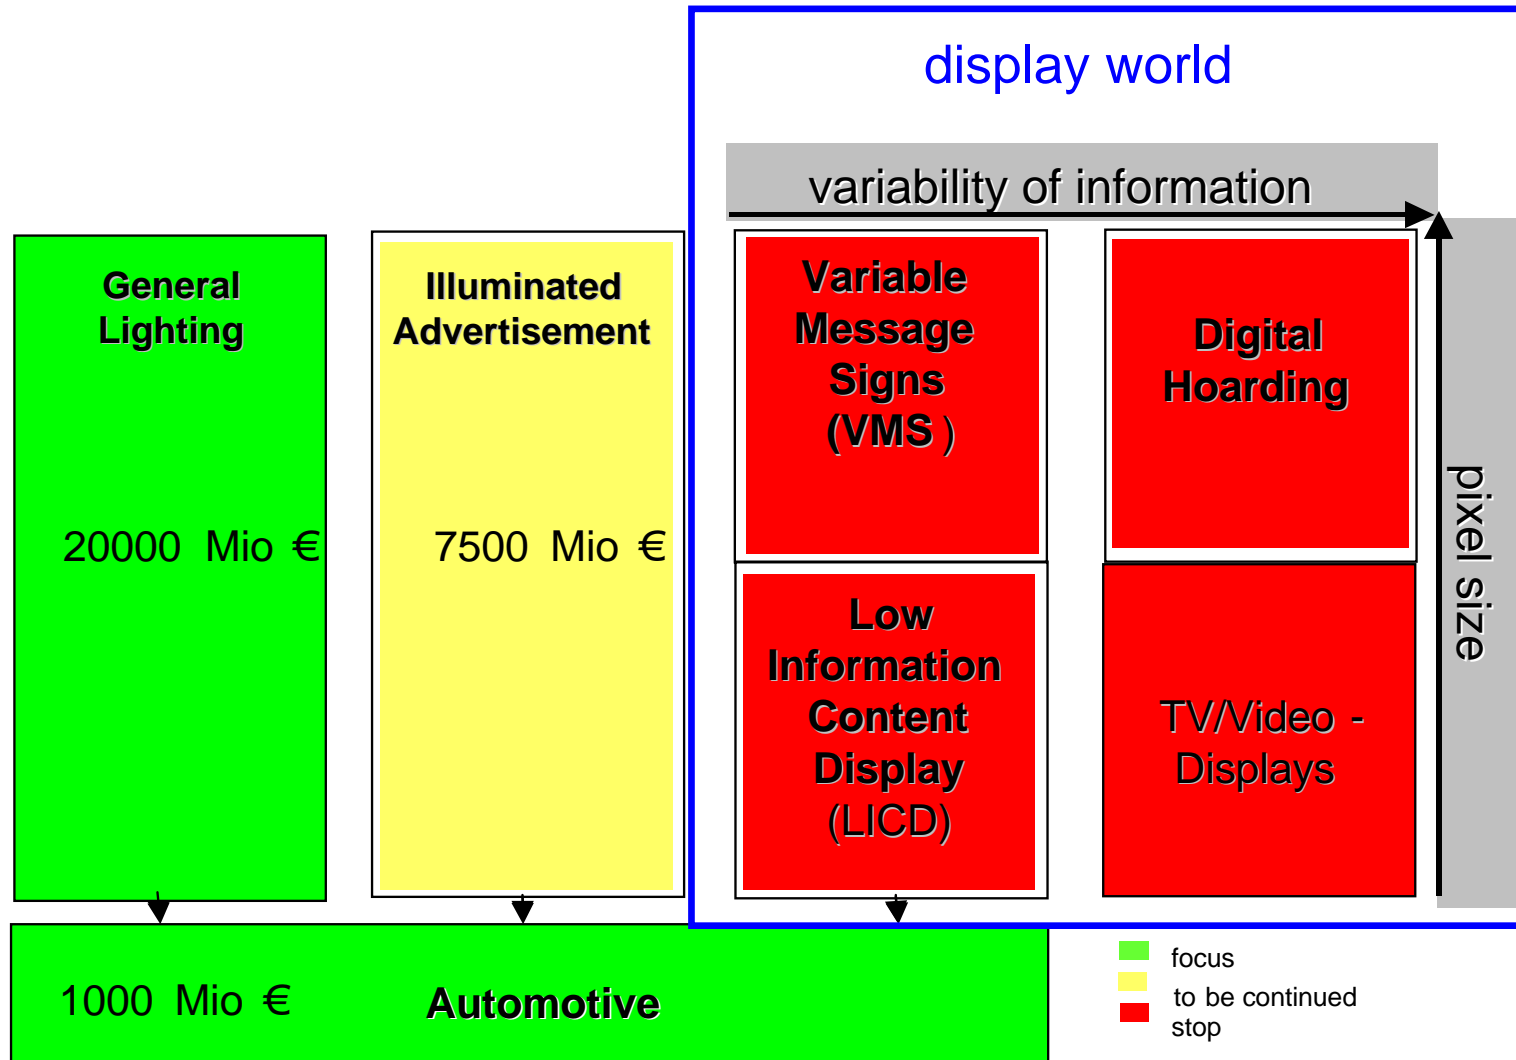 display world
variability of information
pixel size
General
Lighting
20000 Mio €
Illuminated
Advertisement
7500 Mio €
Variable
Message
Signs
(VMS )
Digital
Hoarding
Low
Information
Content
Display
(LICD)
TV/Video -
Displays
1000 Mio €
Automotive
focus
to be continued
stop